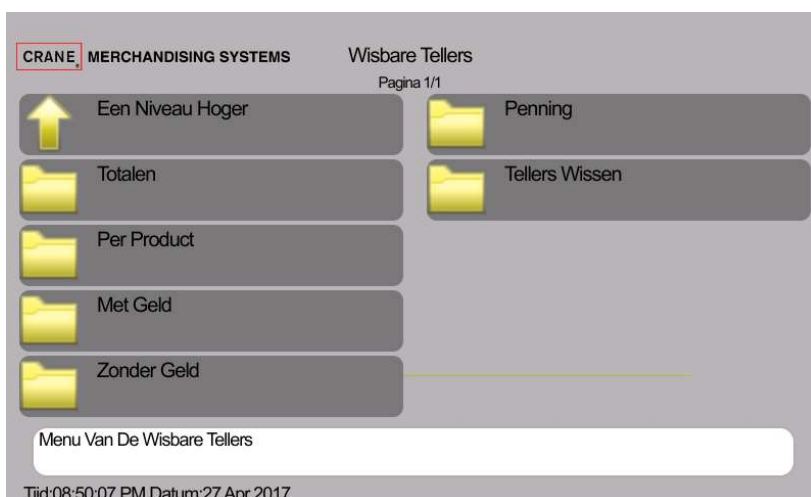 CRANE MERCHANDISING SYSTEMS
Wisbare Tellers
Pagina 1/1
Een Niveau Hoger
Totalen
Per Product
Met Geld
Zonder Geld
Penning
Tellers Wissen
Menu Van De Wisbare Tellers
Tijd:08:50:07 PM Datum:27 Apr 2017